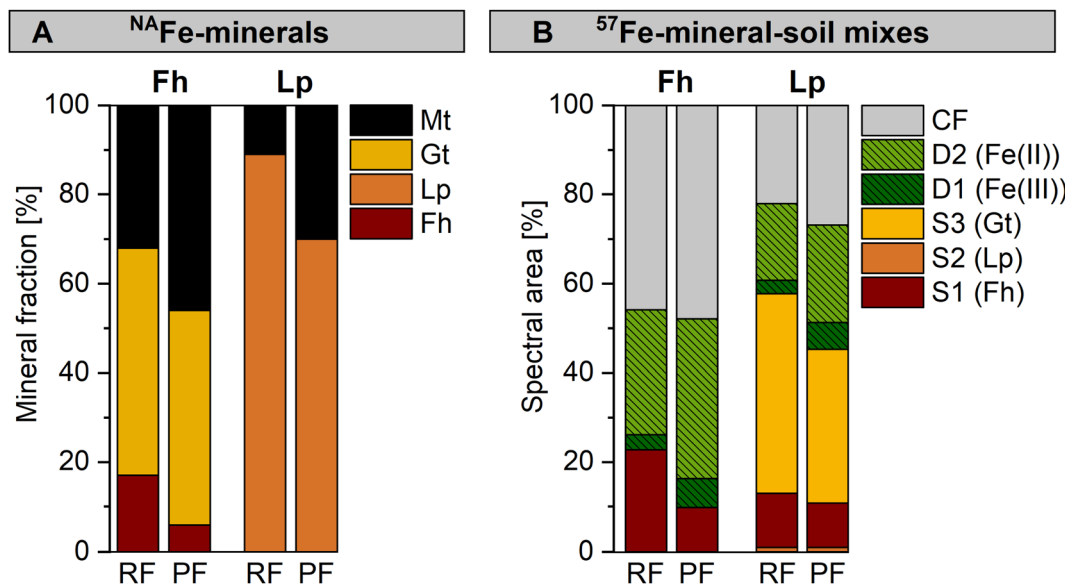 A NAFe-minerals
Fh Lp
Mineral fraction [%]
100
80
60
40
20
0
RF PF RF PF
Mt
Gt
Lp
Fh
B 57Fe-mineral-soil mixes
Fh Lp
Spectral area [%]
100
80
60
40
20
0
RF PF RF PF
CF
D2 (Fe(II))
D1 (Fe(III))
S3 (Gt)
S2 (Lp)
S1 (Fh)